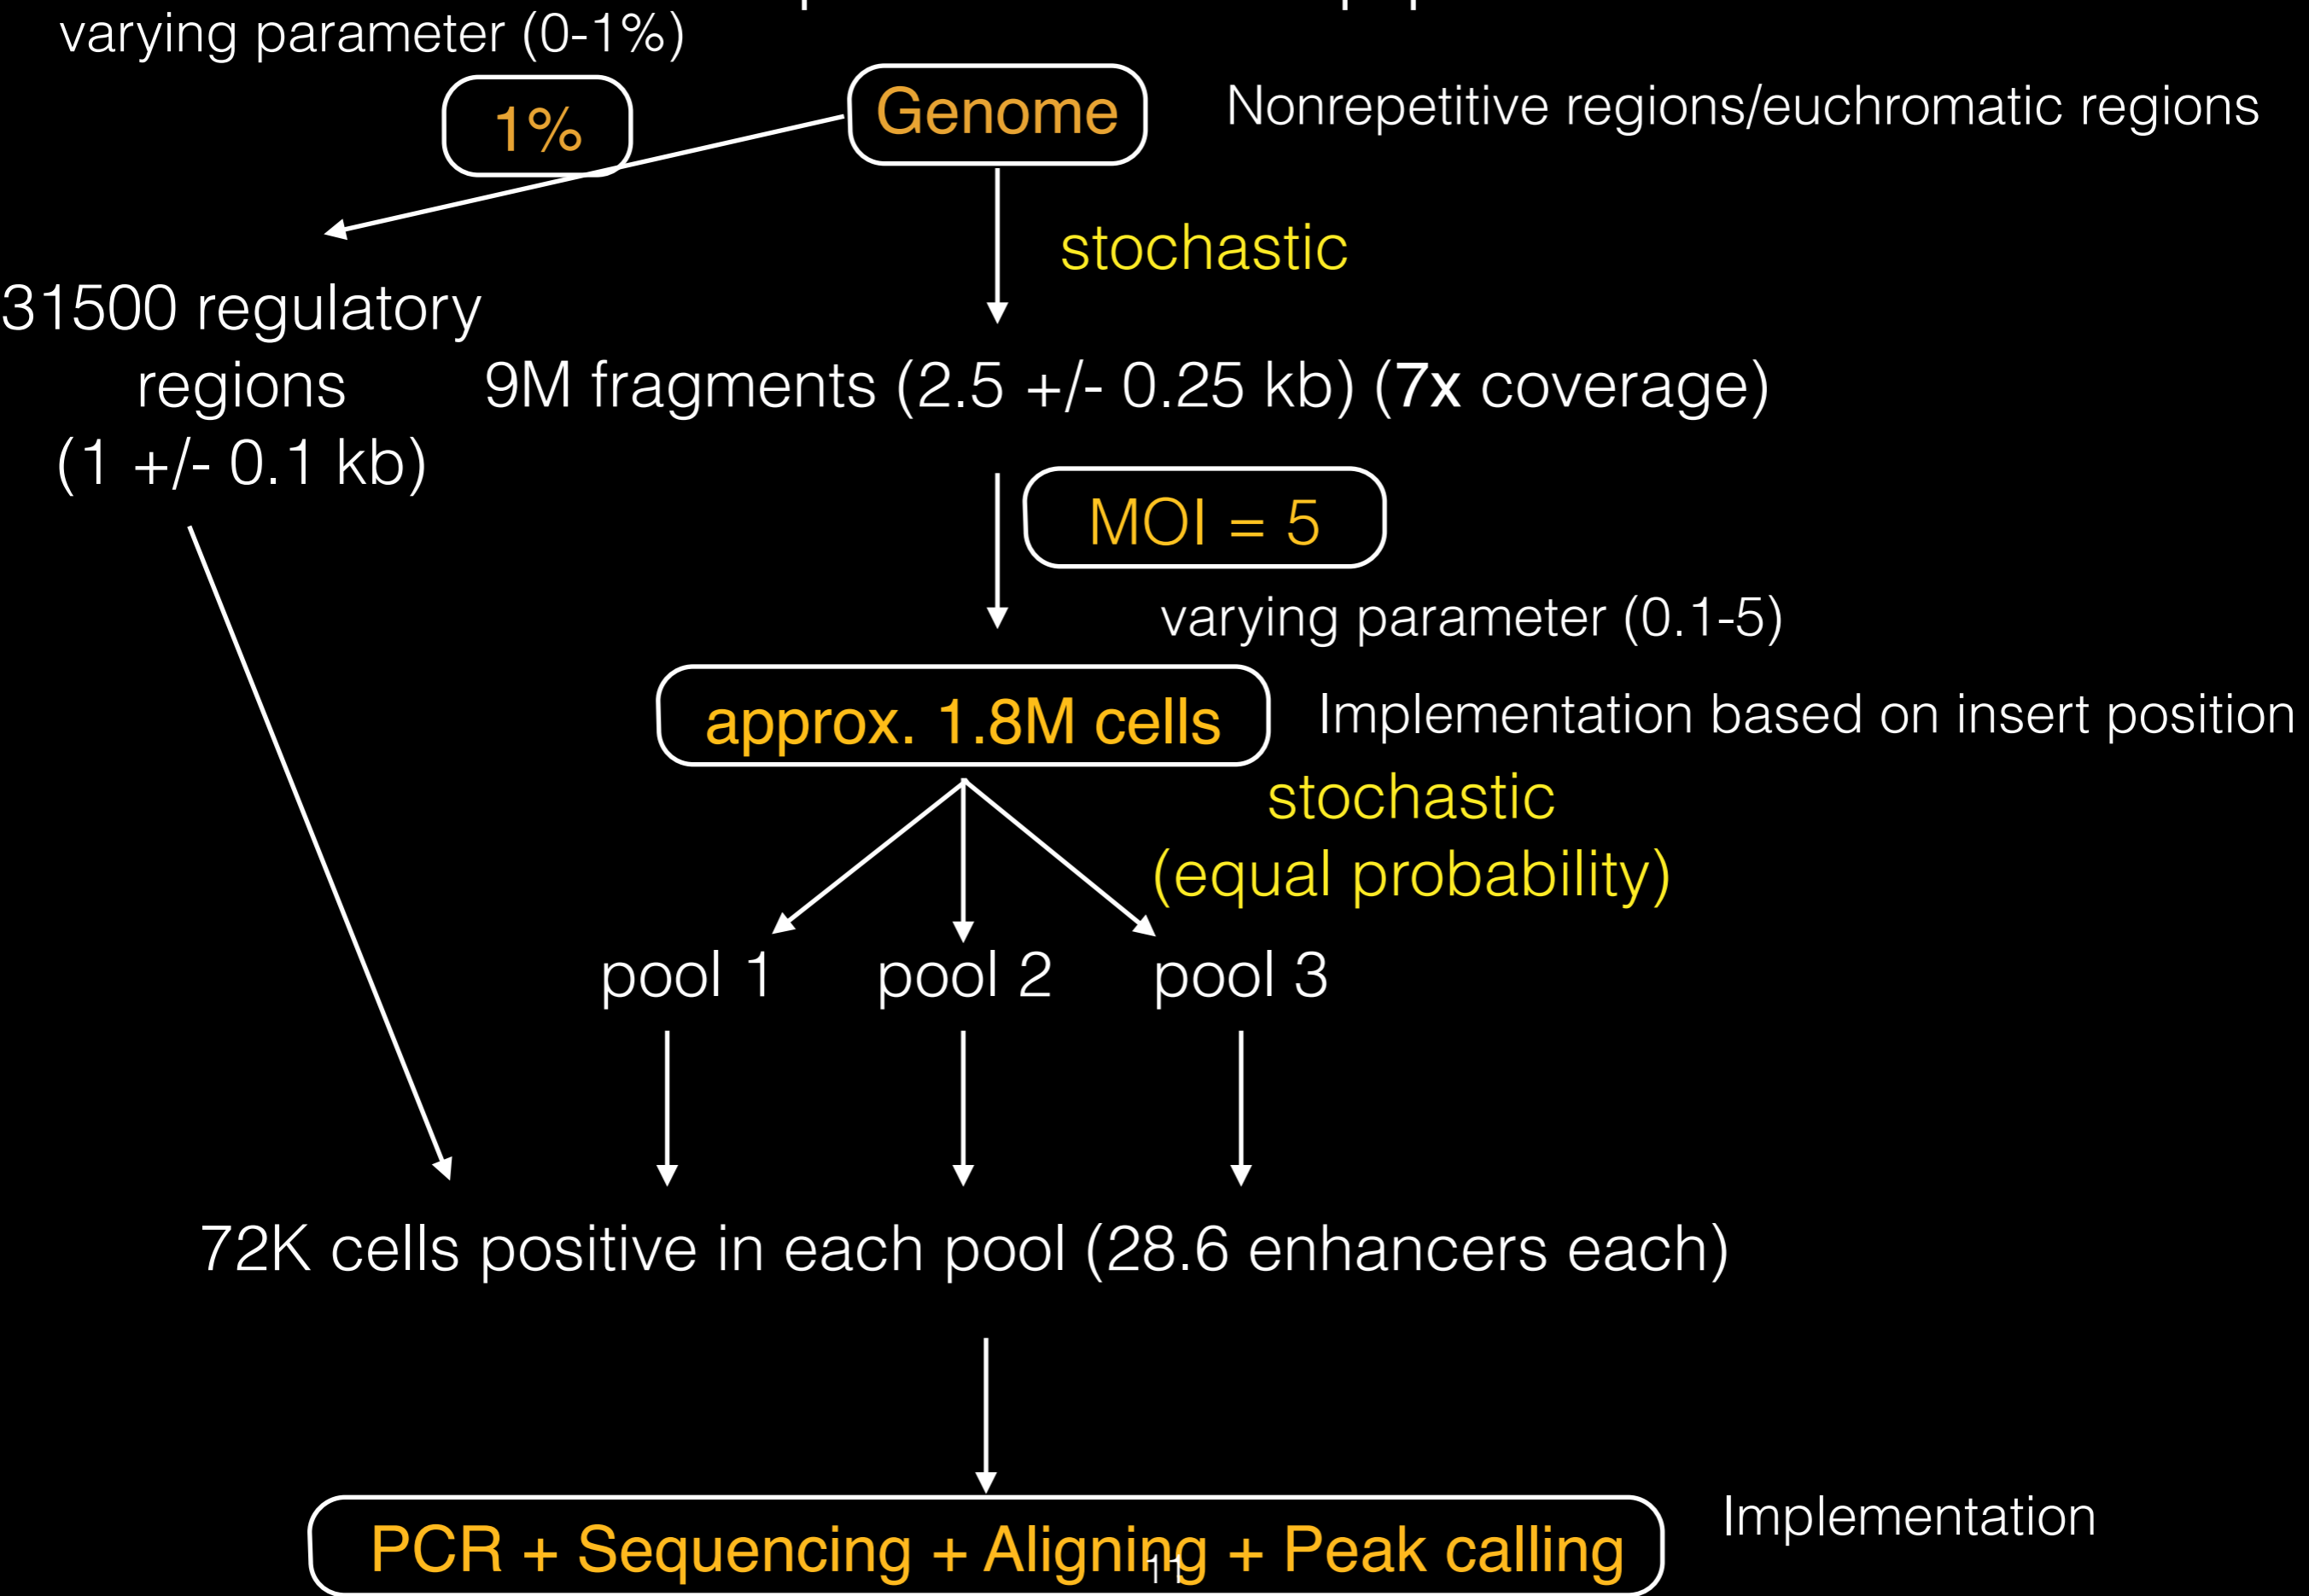 varying parameter (0-1%)
1%
Genome
Nonrepetitive regions/euchromatic regions
stochastic
31500 regulatory
regions
(1 +/- 0.1 kb)
9M fragments (2.5 +/- 0.25 kb) (7x coverage)
MOI = 5
varying parameter (0.1-5)
approx. 1.8M cells
Implementation based on insert position
stochastic
(equal probability)
pool 1
pool 2
pool 3
72K cells positive in each pool (28.6 enhancers each)
PCR + Sequencing + Aligning + Peak calling
Implementation
11